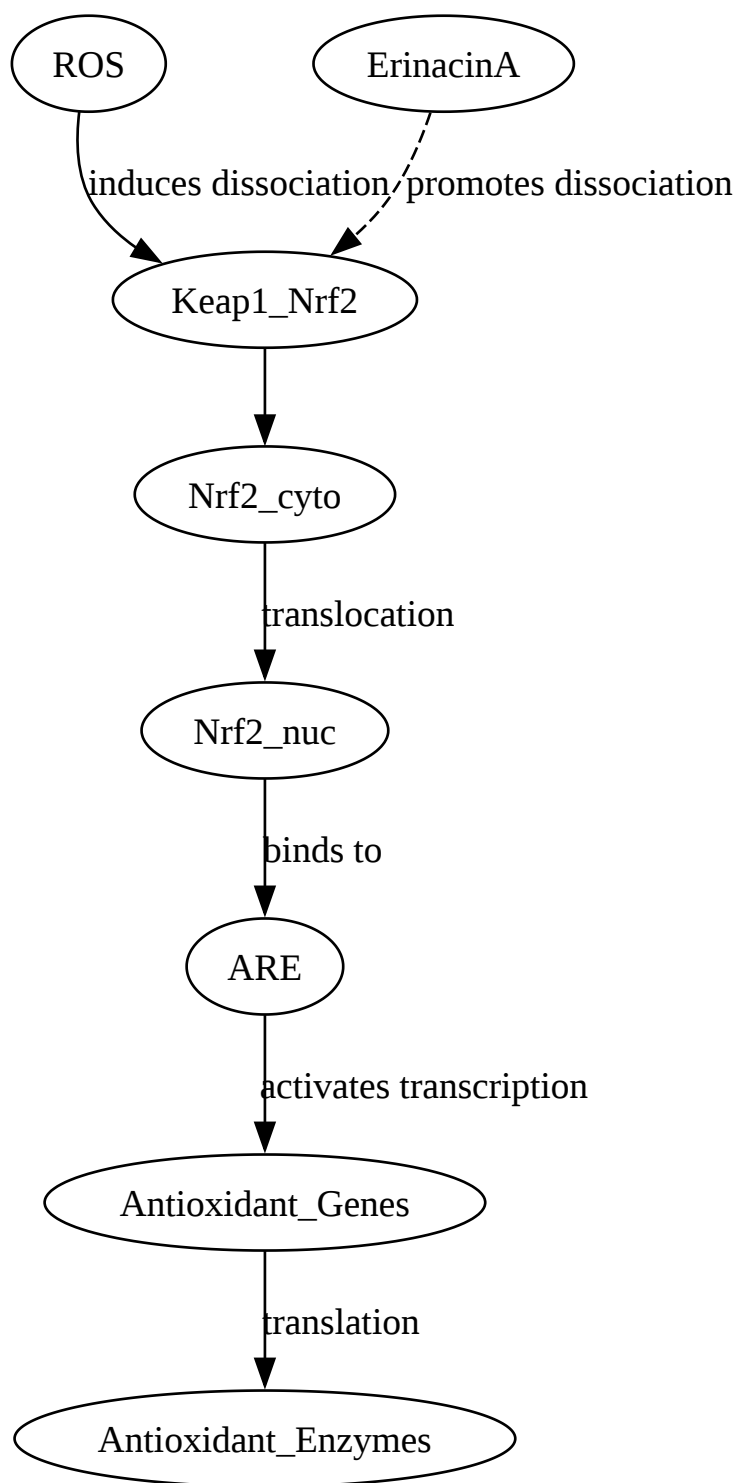 ROS
ErinacinA
induces dissociation
promotes dissociation
Keap1_Nrf2
Nrf2_cyto
translocation
Nrf2_nuc
binds to
ARE
activates transcription
Antioxidant_Genes
translation
Antioxidant_Enzymes